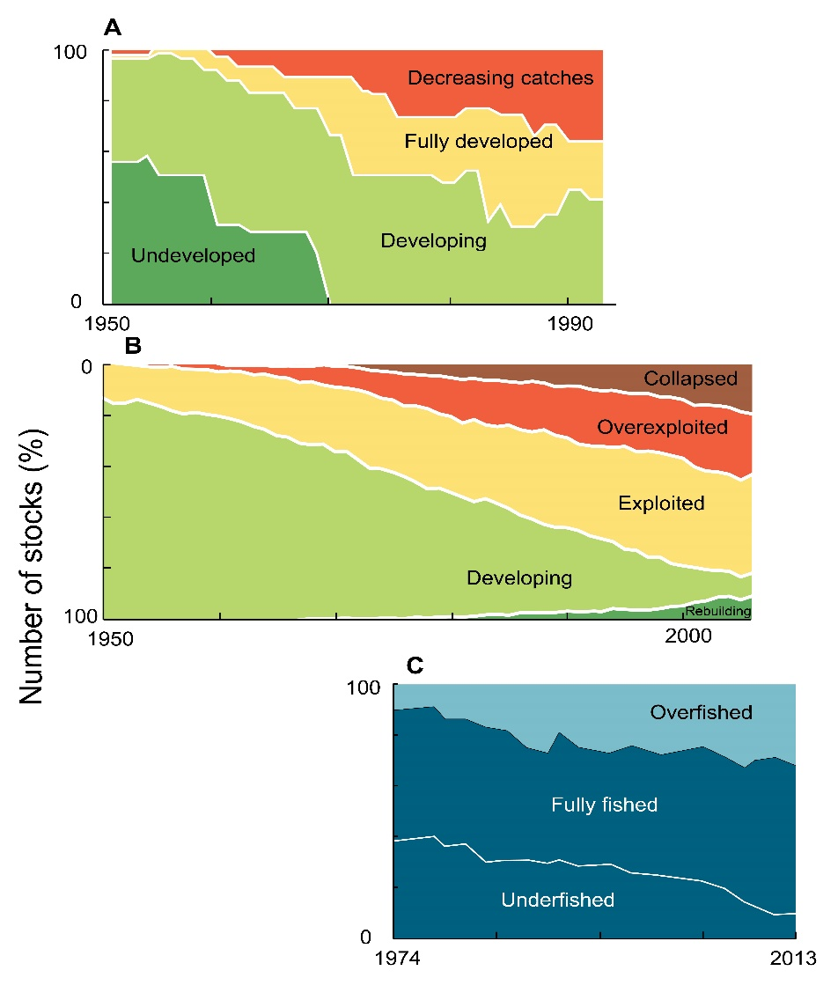 A
100
Decreasing catches
Fully developed
Developing
Undeveloped
0
1950
1990
B
0
Collapsed
Overexploited
Exploited
Developing
Rebuilding
100
1950
2000
Number of stocks (%)
C
100
Overfished
Fully fished
Underfished
0
1974
2013